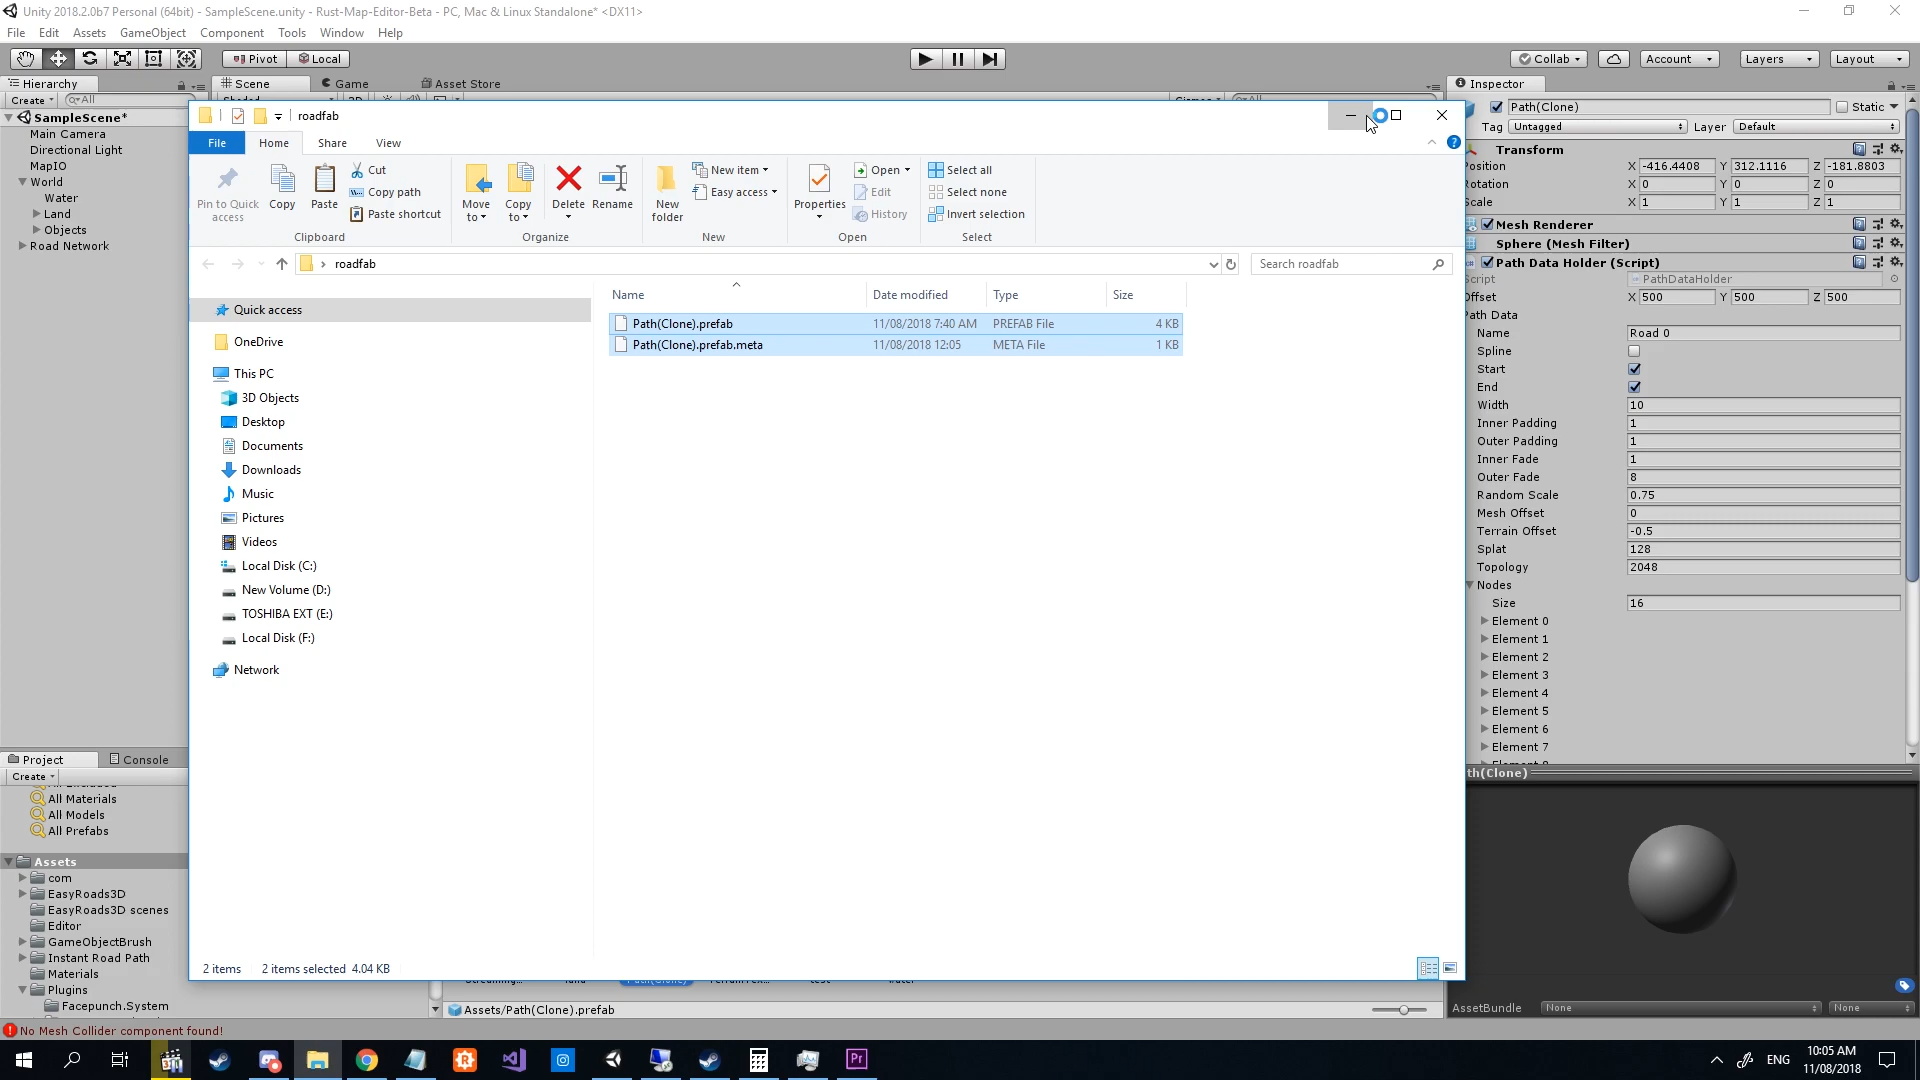 Unity 2018.2.0b7 Personal (64bit) - SampleScene.unity - Rust-Map-Editor-Beta - PC, Mac & Linux Standalone* <DX11>
File Edit Assets GameObject Component Tools Window Help
Pivot Local Collab Account Layers Layout
Hierarchy Scene Game Asset Store Inspector
Create All
SampleScene*
Main Camera
Directional Light
MapIO
World
Water
Land
Objects
Road Network
roadfab
File Home Share View
Pin to Quick access
Copy
Paste
Cut
Copy path
Paste shortcut
Clipboard
Move to
Copy to
Delete
Rename
Organize
New folder
New item
Easy access
New
Properties
Open
Edit
History
Open
Select all
Select none
Invert selection
Select
roadfab
Search roadfab
Quick access
OneDrive
This PC
3D Objects
Desktop
Documents
Downloads
Music
Pictures
Videos
Local Disk (C:)
New Volume (D:)
TOSHIBA EXT (E:)
Local Disk (F:)
Network
Name Date modified Type Size
Path(Clone).prefab 11/08/2018 7:40 AM PREFAB File 4 KB
Path(Clone).prefab.meta 11/08/2018 12:05 META File 1 KB
2 items 2 items selected 4.04 KB
Path(Clone) Static
Tag Untagged Layer Default
Transform
Position X -416.4408 Y 312.1116 Z -181.8803
Rotation X 0 Y 0 Z 0
Scale X 1 Y 1 Z 1
Mesh Renderer
Sphere (Mesh Filter)
Path Data Holder (Script)
Script PathDataHolder
Offset X 500 Y 500 Z 500
Path Data
Name Road 0
Spline
Start
End
Width 10
Inner Padding 1
Outer Padding 1
Inner Fade 1
Outer Fade 8
Random Scale 0.75
Mesh Offset 0
Terrain Offset -0.5
Splat 128
Topology 2048
Nodes
Size 16
Element 0
Element 1
Element 2
Element 3
Element 4
Element 5
Element 6
Element 7
th(Clone)
AssetBundle None None
Project Console
Create
All Materials
All Models
All Prefabs
Assets
com
EasyRoads3D
EasyRoads3D scenes
Editor
GameObjectBrush
Instant Road Path
Materials
Plugins
Facepunch.System
Assets/Path(Clone).prefab
No Mesh Collider component found!
ENG
10:05 AM
11/08/2018